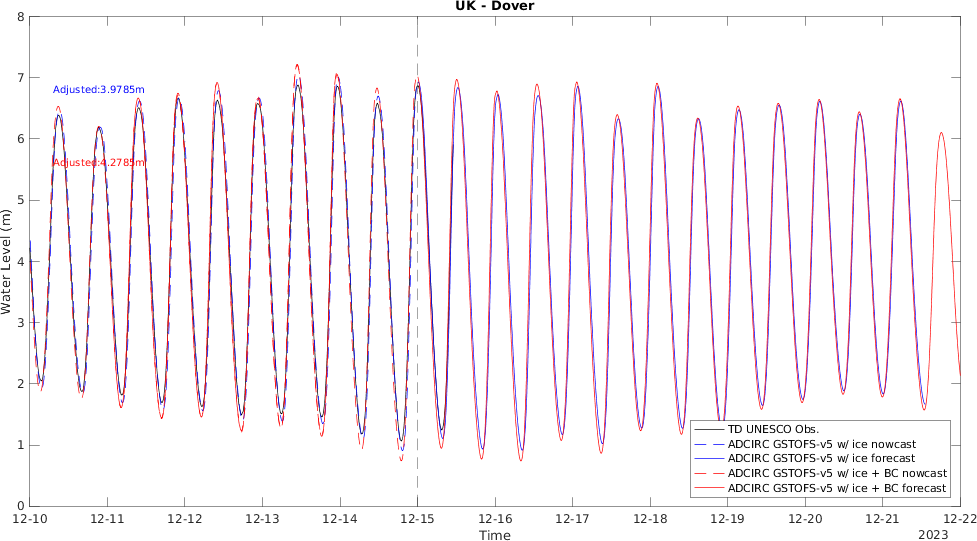 UK - Dover
8
7
6
5
4
3
2
1
0
Water Level (m)
Adjusted:3.9785m
Adjusted:4.2785m
TD UNESCO Obs.
ADCIRC GSTOFS-v5 w/ ice nowcast
ADCIRC GSTOFS-v5 w/ ice forecast
ADCIRC GSTOFS-v5 w/ ice + BC nowcast
ADCIRC GSTOFS-v5 w/ ice + BC forecast
12-10 12-11 12-12 12-13 12-14 12-15 12-16 12-17 12-18 12-19 12-20 12-21 12-22
Time
2023